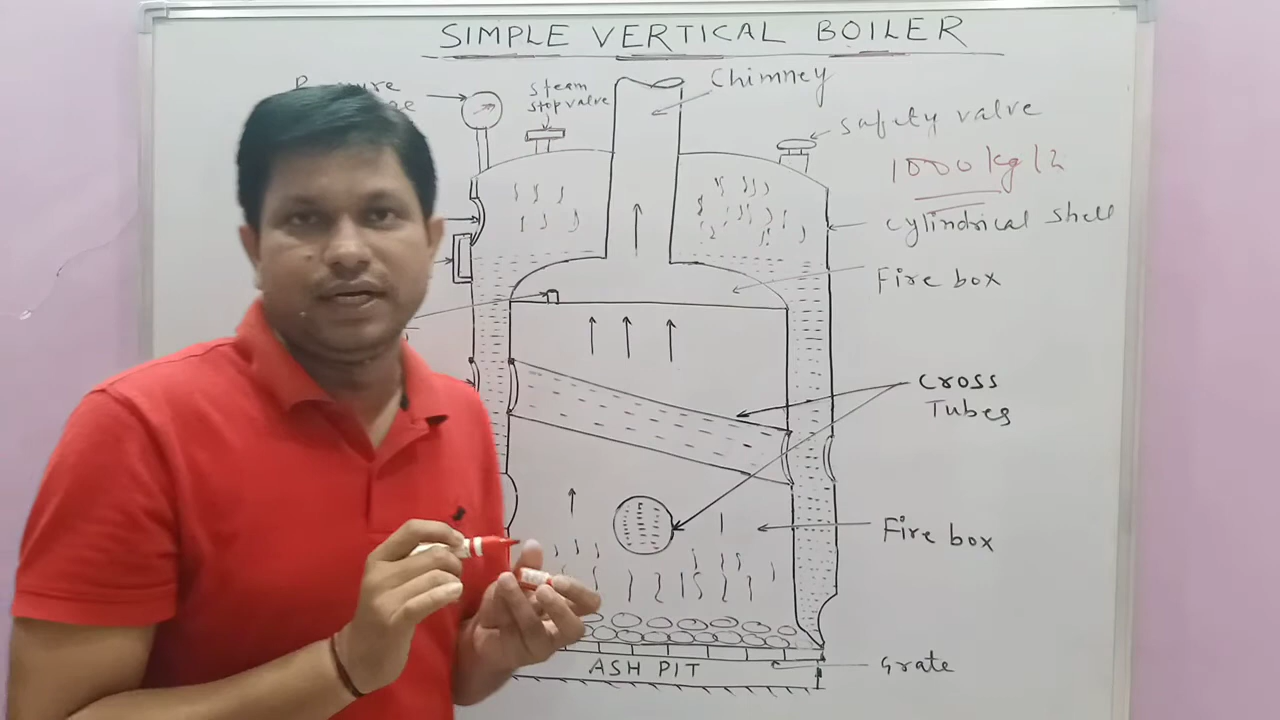 SIMPLE VERTICAL BOILER
steam
stop valve
Chimney
safety valve
1000 kg
cylindrical shell
Fire box
Cross
Tubes
Fire box
Grate
ASH PIT